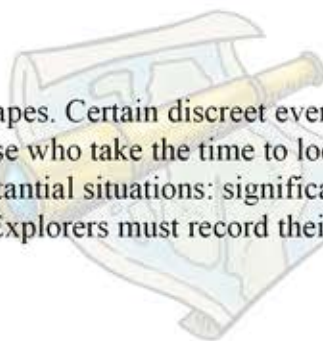 apes. Certain discreet even
se who take the time to loo
tantial situations: significa
Explorers must record thei